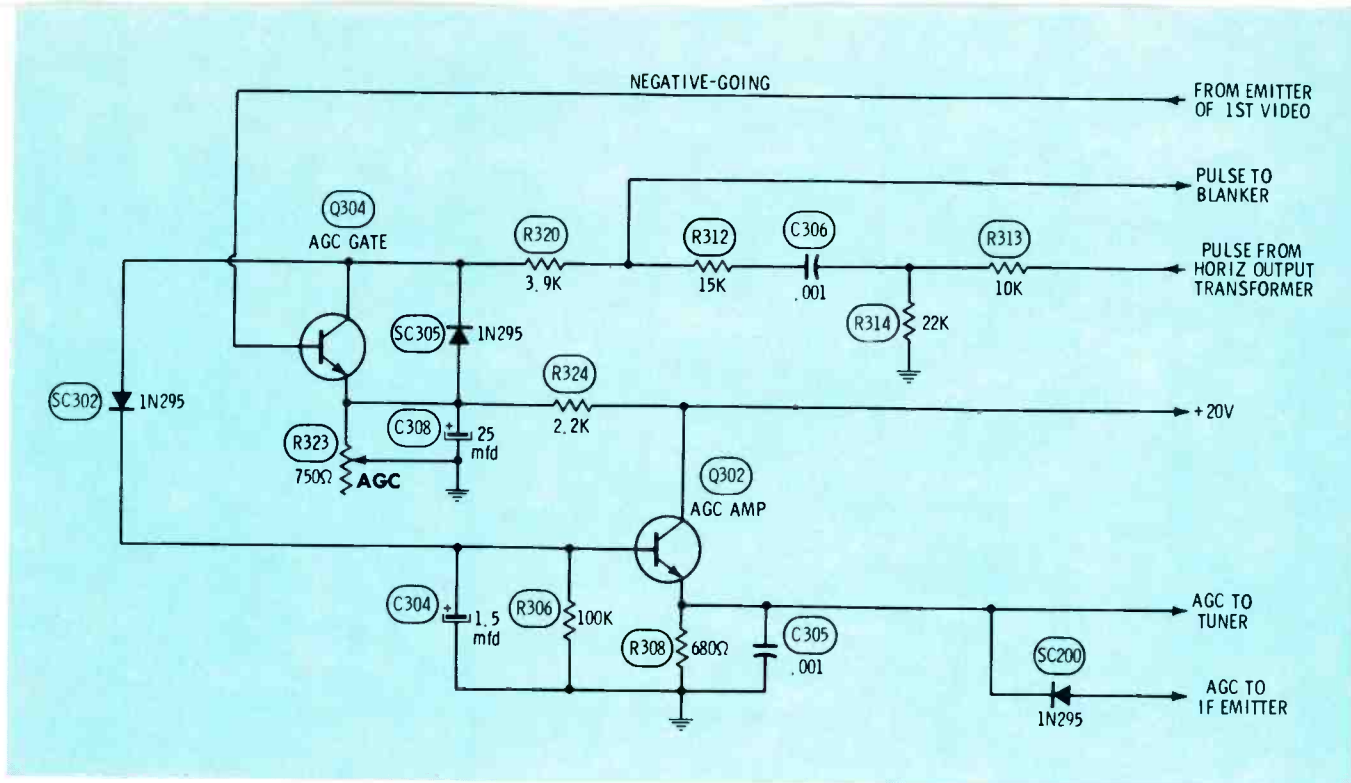 NEGATIVE-GOING
FROM EMITTER
OF 1ST VIDEO
PULSE TO
BLANKER
Q304
AGC GATE
R320
3.9K
R312
15K
C306
.001
R313
10K
PULSE FROM
HORIZ OUTPUT
TRANSFORMER
R314
22K
SC305
1N295
SC302
1N295
R324
2.2K
+20V
R323
750Ω
AGC
C308
+
25
mfd
Q302
AGC AMP
C304
+
1.5
mfd
R306
100K
R308
680Ω
C305
.001
AGC TO
TUNER
SC200
1N295
AGC TO
IF EMITTER